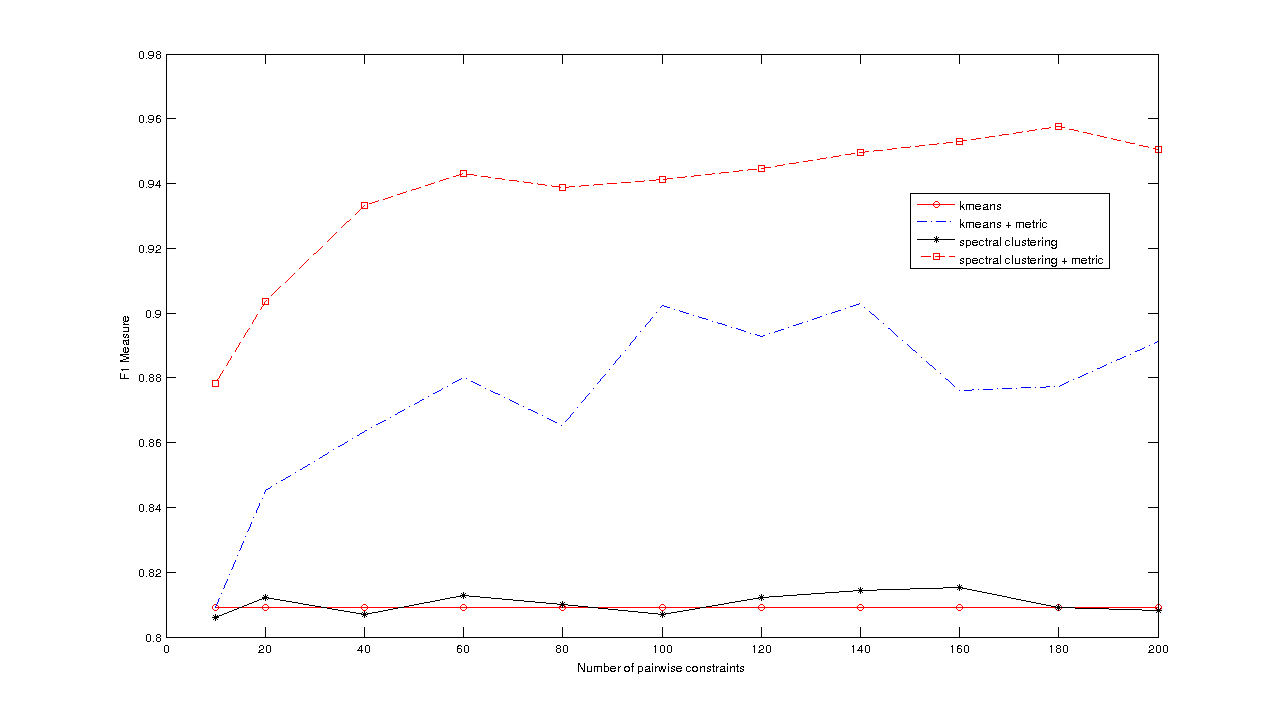 0.98
0.96
0.94
0.92
0.9
0.88
0.86
0.84
0.82
0.8
F1 Measure
kmeans
kmeans + metric
spectral clustering
spectral clustering + metric
0 20 40 60 80 100 120 140 160 180 200
Number of pairwise constraints